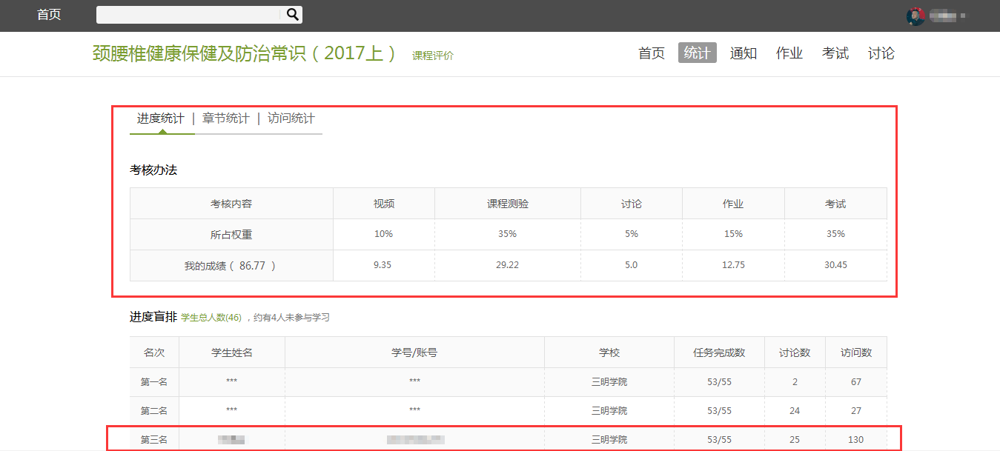 首页
颈腰椎健康保健及防治常识（2017上） 课程评价 首页 统计 通知 作业 考试 讨论
进度统计 | 章节统计 | 访问统计
考核办法
考核内容 视频 课程测验 讨论 作业 考试
所占权重 10% 35% 5% 15% 35%
我的成绩（ 86.77 ） 9.35 29.22 5.0 12.75 30.45
进度盲排 学生总人数(46) ，约有4人未参与学习
名次 学生姓名 学号/账号 学校 任务完成数 讨论数 访问数
第一名 *** *** 三明学院 53/55 2 67
第二名 *** *** 三明学院 53/55 24 27
第三名 三明学院 53/55 25 130